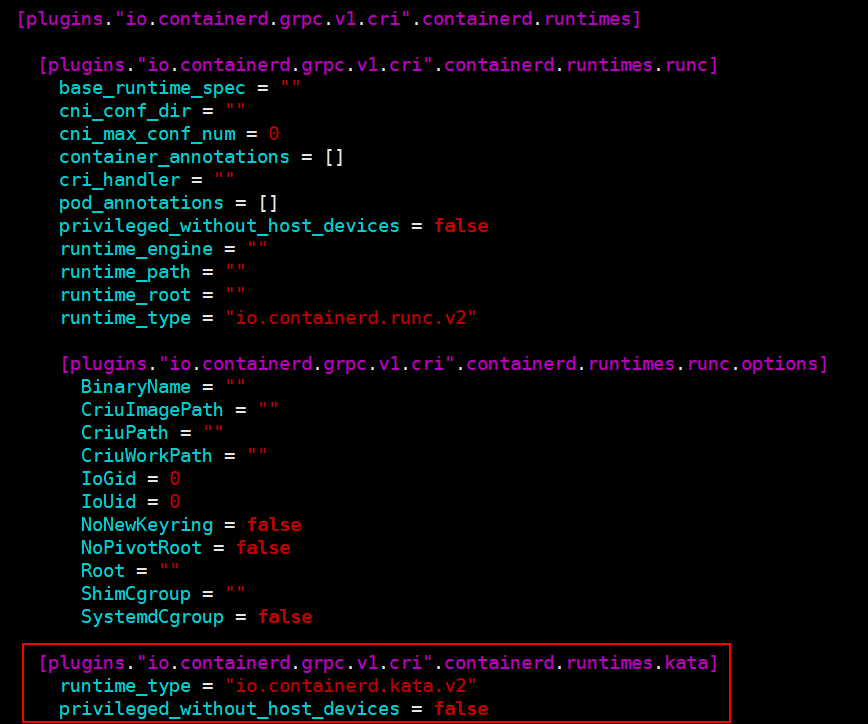 [plugins."io.containerd.grpc.v1.cri".containerd.runtimes]
[plugins."io.containerd.grpc.v1.cri".containerd.runtimes.runc]
base_runtime_spec = ""
cni_conf_dir = ""
cni_max_conf_num = 0
container_annotations = []
cri_handler = ""
pod_annotations = []
privileged_without_host_devices = false
runtime_engine = ""
runtime_path = ""
runtime_root = ""
runtime_type = "io.containerd.runc.v2"
[plugins."io.containerd.grpc.v1.cri".containerd.runtimes.runc.options]
BinaryName = ""
CriuImagePath = ""
CriuPath = ""
CriuWorkPath = ""
IoGid = 0
IoUid = 0
NoNewKeyring = false
NoPivotRoot = false
Root = ""
ShimCgroup = ""
SystemdCgroup = false
[plugins."io.containerd.grpc.v1.cri".containerd.runtimes.kata]
runtime_type = "io.containerd.kata.v2"
privileged_without_host_devices = false